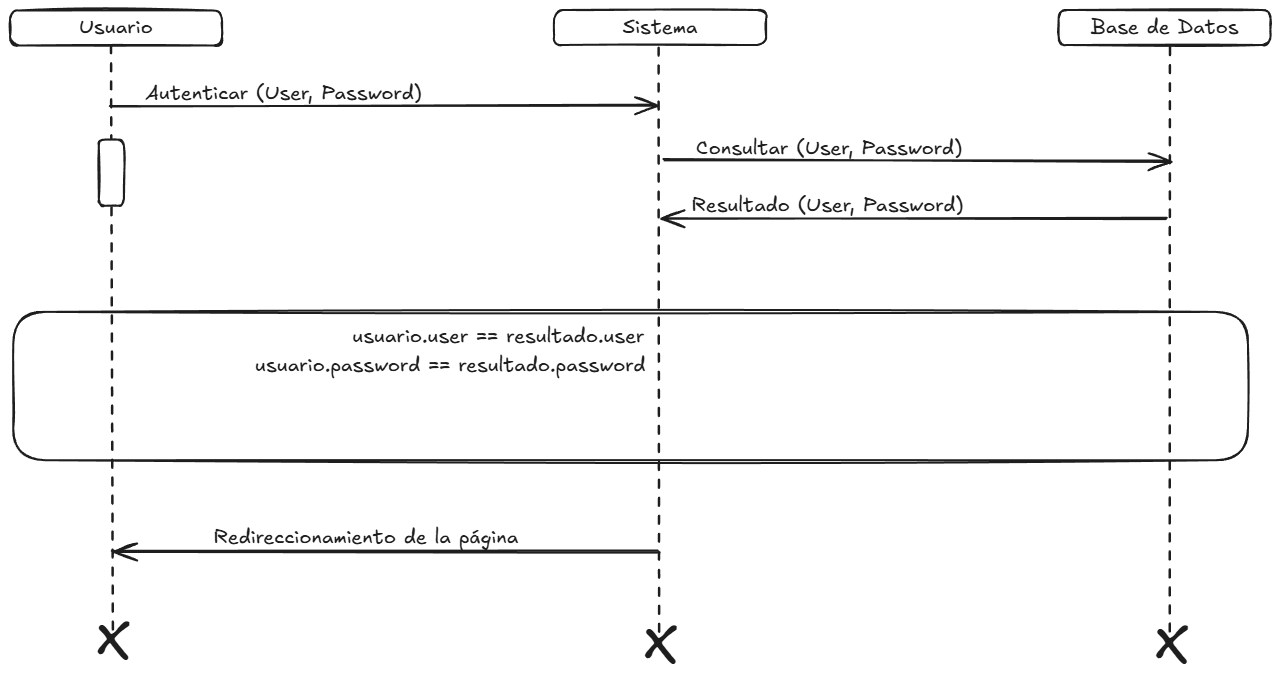 Usuario
Sistema
Base de Datos
Autenticar (User, Password)
Consultar (User, Password)
Resultado (User, Password)
usuario.user == resultado.user
usuario.password == resultado.password
Redireccionamiento de la página